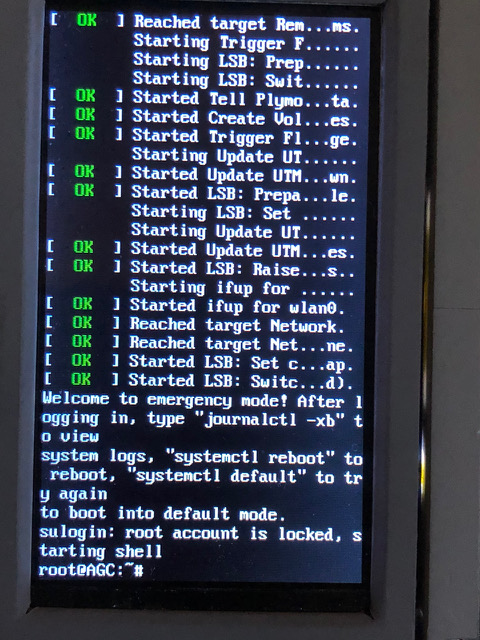 [  OK  ] Reached target Rem...ms.
Starting Trigger F......
Starting LSB: Prep......
Starting LSB: Swit......
[  OK  ] Started Tell Plymo...ta.
[  OK  ] Started Create Vol...es.
[  OK  ] Started Trigger Fl...ge.
Starting Update UT......
[  OK  ] Started Update UTM...wn.
[  OK  ] Started LSB: Prepa...le.
Starting LSB: Set ......
Starting Update UT......
[  OK  ] Started Update UTM...es.
[  OK  ] Started LSB: Raise...s..
Starting ifup for ......
[  OK  ] Started ifup for wlan0.
[  OK  ] Reached target Network.
[  OK  ] Reached target Net...ne.
[  OK  ] Started LSB: Set c...ap.
[  OK  ] Started LSB: Switc...d).
Welcome to emergency mode! After l
ogging in, type "journalctl -xb" t
o view
system logs, "systemctl reboot" to
 reboot, "systemctl default" to tr
y again
to boot into default mode.
sulogin: root account is locked, s
tarting shell
root@AGC:~#